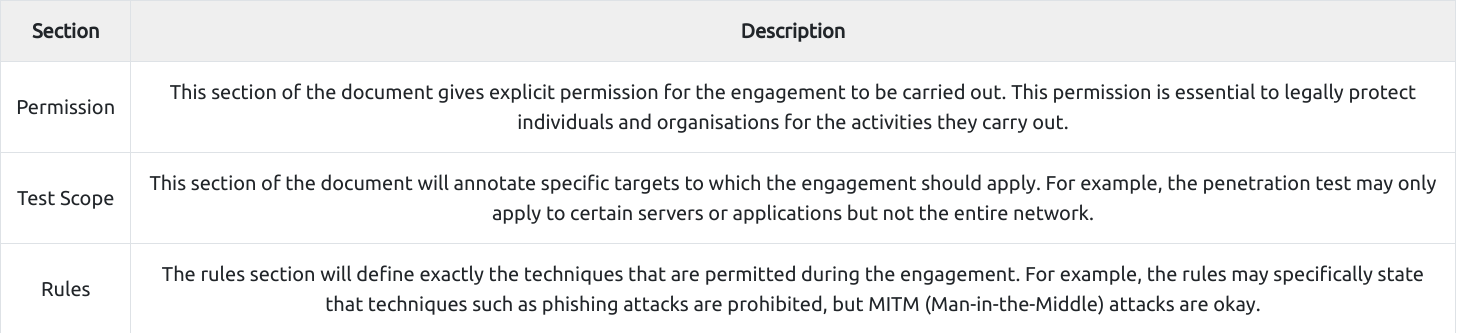 Section
Description
Permission
This section of the document gives explicit permission for the engagement to be carried out. This permission is essential to legally protect
individuals and organisations for the activities they carry out.
Test Scope
This section of the document will annotate specific targets to which the engagement should apply. For example, the penetration test may only
apply to certain servers or applications but not the entire network.
Rules
The rules section will define exactly the techniques that are permitted during the engagement. For example, the rules may specifically state
that techniques such as phishing attacks are prohibited, but MITM (Man-in-the-Middle) attacks are okay.